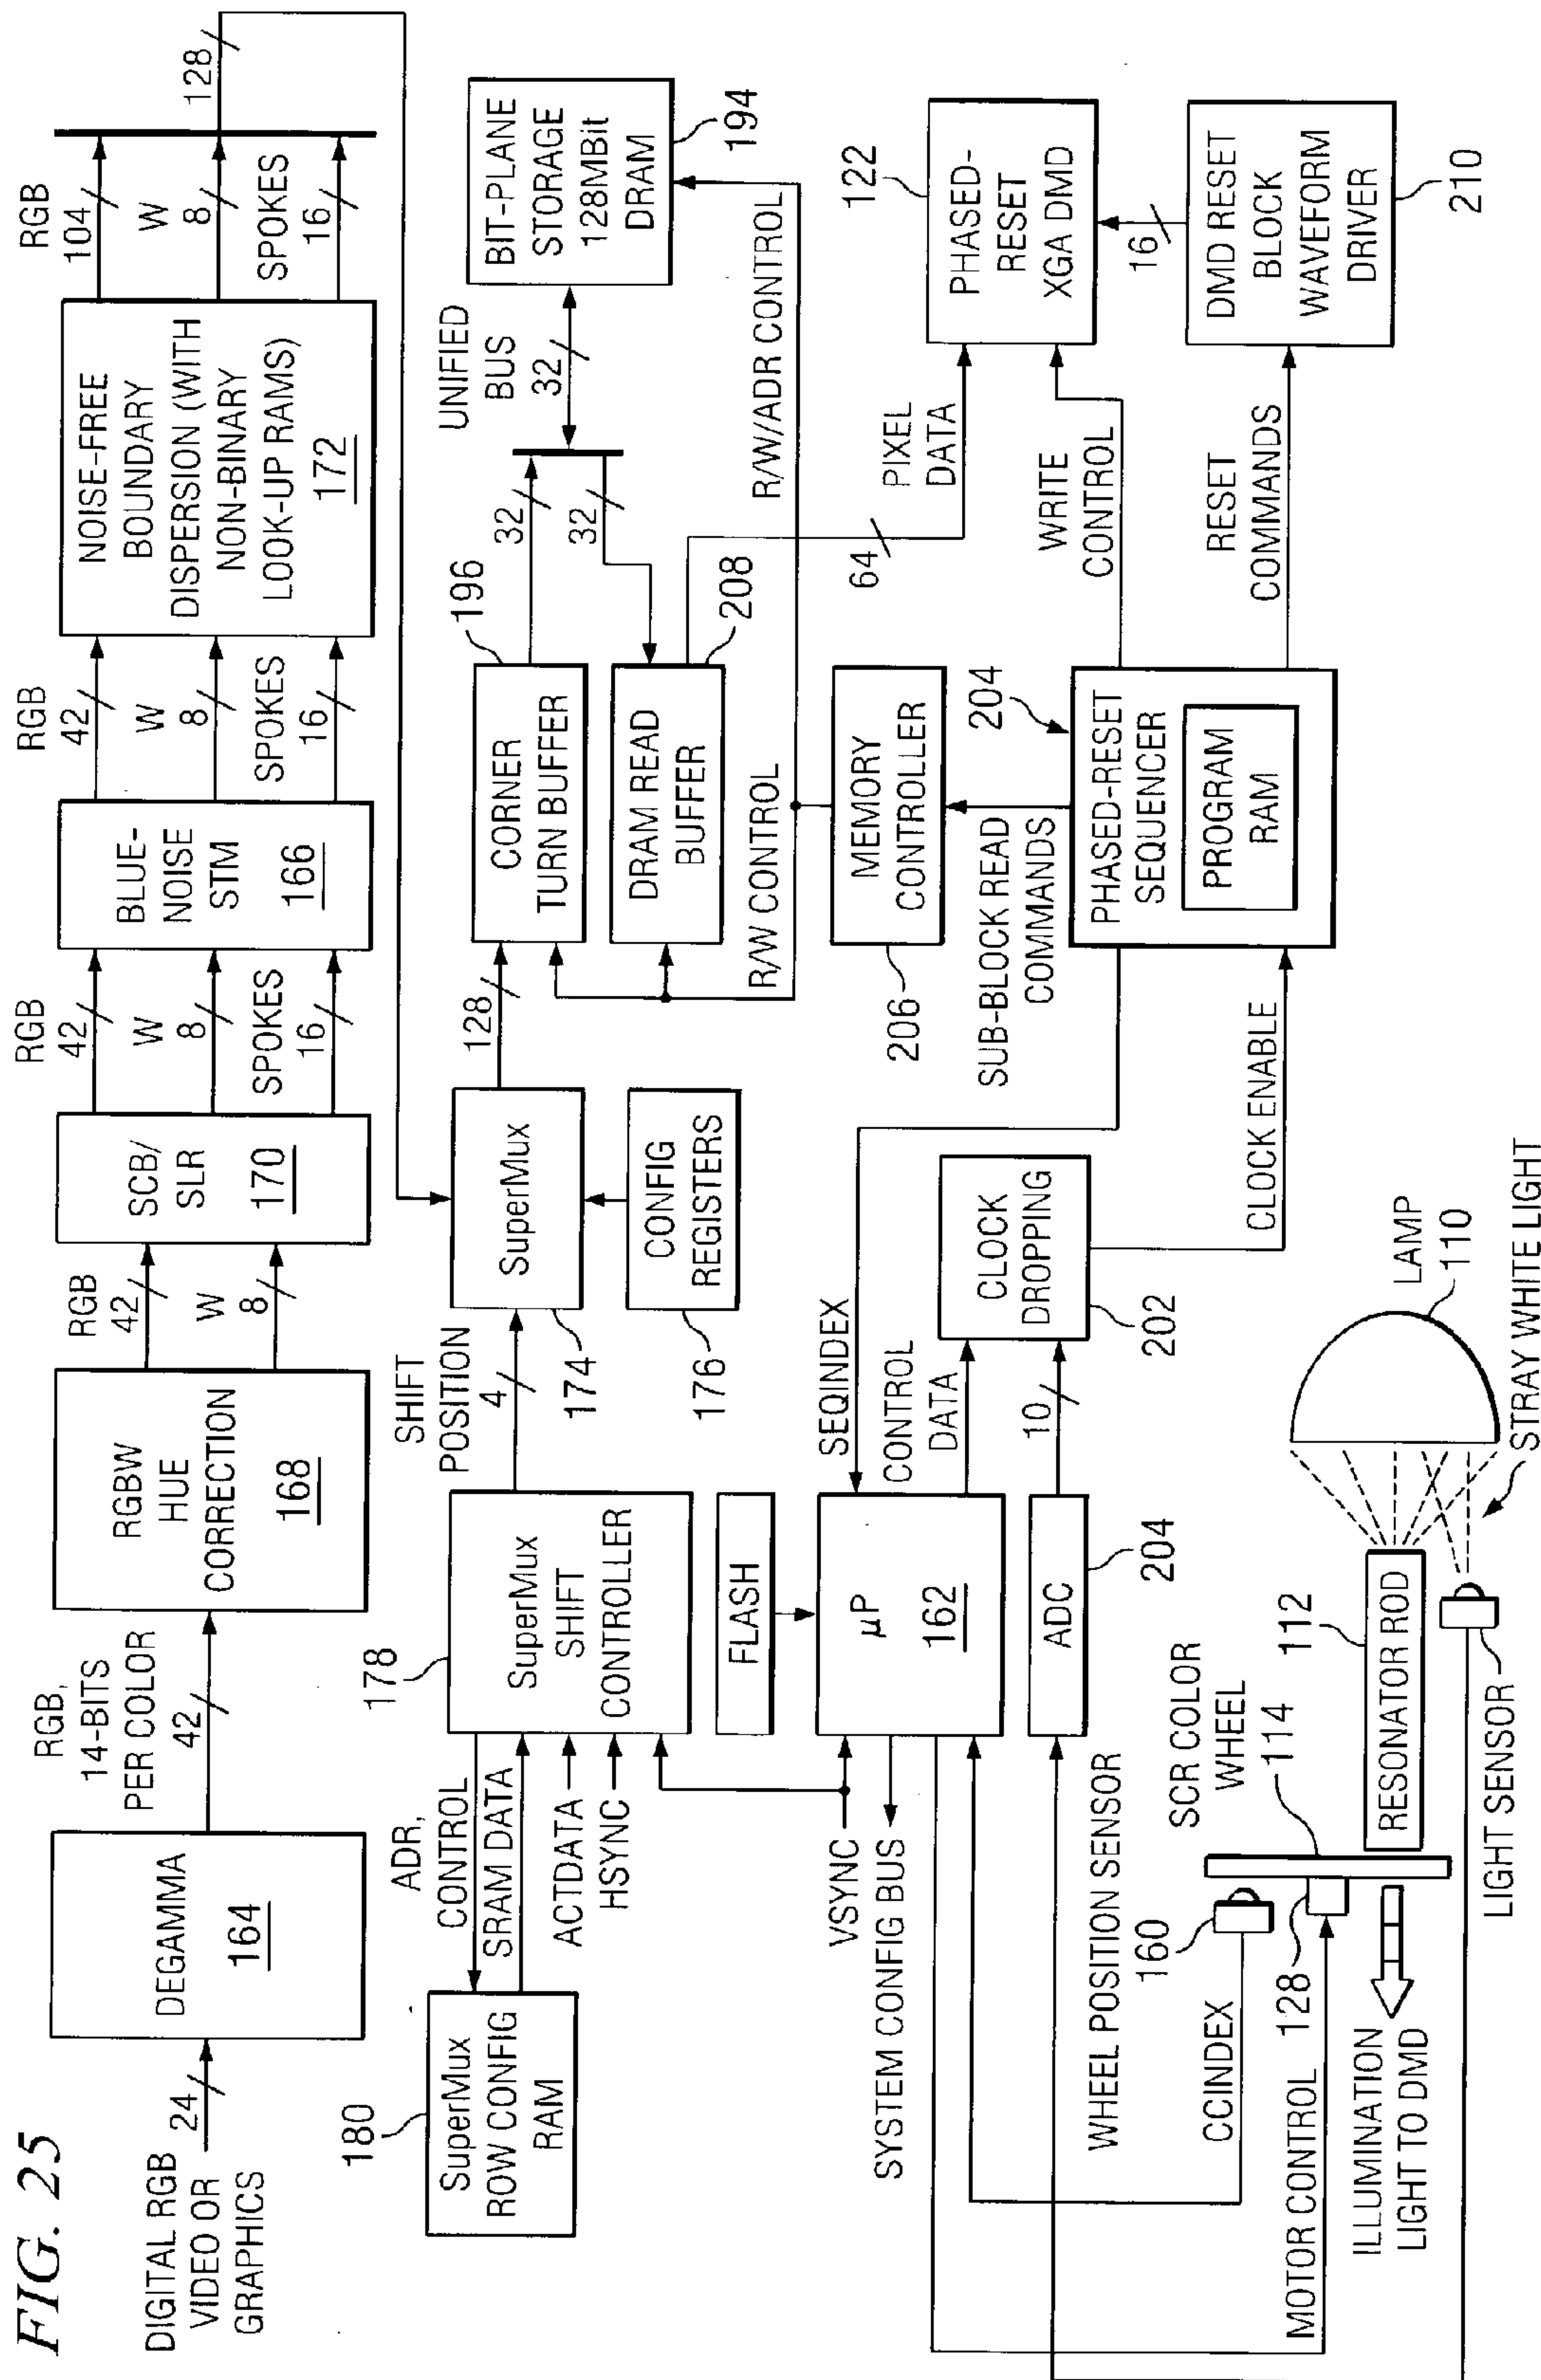 FIG. 25
DIGITAL RGB
VIDEO OR
GRAPHICS
24
DEGAMMA
164
RGB,
14-BITS
PER COLOR
42
RGBW
HUE
CORRECTION
168
RGB
42
W
8
SCB/
SLR
170
RGB
42
W
8
SPOKES
16
BLUE-
NOISE
STM
166
RGB
42
W
8
SPOKES
16
NOISE-FREE
BOUNDARY
DISPERSION (WITH
NON-BINARY
LOOK-UP RAMS)
172
RGB
104
W
8
SPOKES
16
128
180
SuperMux
ROW CONFIG
RAM
ADR,
CONTROL
SRAM DATA
ACTDATA
HSYNC
178
SuperMux
SHIFT
CONTROLLER
SHIFT
POSITION
4
SuperMux
174
CONFIG
REGISTERS
176
128
CORNER
TURN BUFFER
196
32
32
DRAM READ
BUFFER
208
UNIFIED
BUS
32
BIT-PLANE
STORAGE
128MBit
DRAM
194
R/W CONTROL
R/W/ADR CONTROL
64
PIXEL
DATA
FLASH
VSYNC
SYSTEM CONFIG BUS
µP
162
SEQINDEX
CONTROL
DATA
ADC
204
10
CLOCK
DROPPING
202
MEMORY
CONTROLLER
206
SUB-BLOCK READ
COMMANDS
204
PHASED-RESET
SEQUENCER
PROGRAM
RAM
CLOCK ENABLE
WRITE
CONTROL
RESET
COMMANDS
122
PHASED-
RESET
XGA DMD
16
DMD RESET
BLOCK
WAVEFORM
DRIVER
210
WHEEL POSITION SENSOR
160
CCINDEX
MOTOR CONTROL
128
SCR COLOR
WHEEL
114
112
RESONATOR ROD
LAMP
110
STRAY WHITE LIGHT
LIGHT SENSOR
ILLUMINATION
LIGHT TO DMD